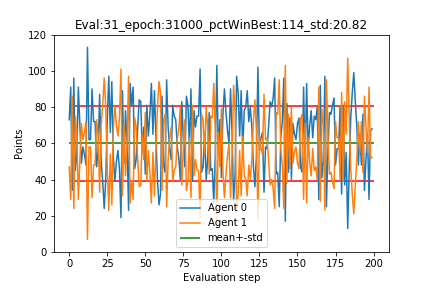 Eval:31_epoch:31000_pctWinBest:114_std:20.82
120
100
80
60
40
20
0
Points
Agent 0
Agent 1
mean+-std
0 25 50 75 100 125 150 175 200
Evaluation step